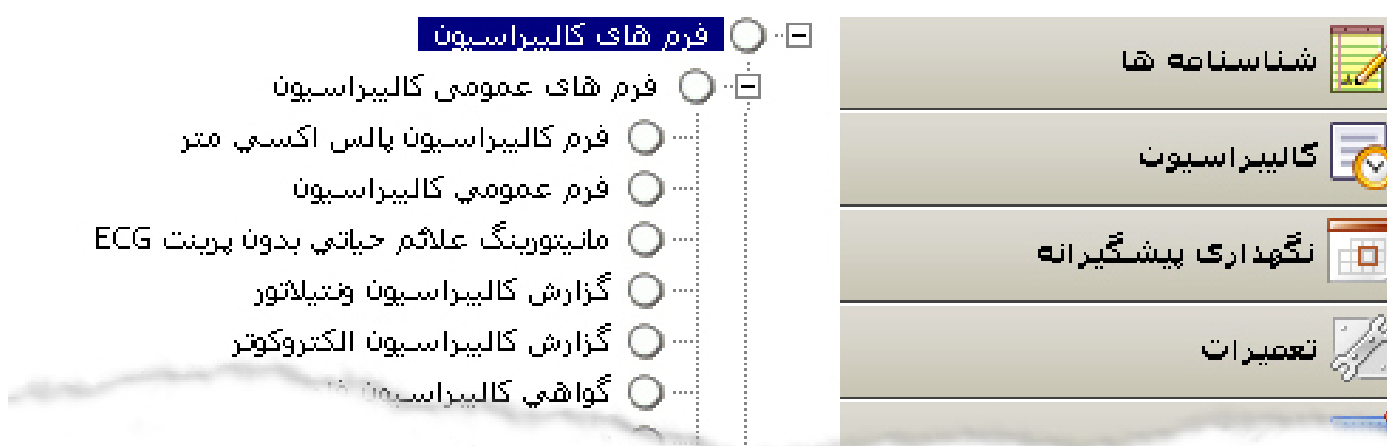 شناسنامه ها
کالیبراسیون
نگهداری پیشگیرانه
تعمیرات
فرم های کالیبراسیون
فرم های عمومی کالیبراسیون
فرم کالیبراسیون پالس اکسي متر
فرم عمومي کالیبراسیون
مانیتورینگ علائم حیاتي بدون پرینت ECG
گزارش کالیبراسیون ونتیلاتور
گزارش کالیبراسیون الکتروکوتر
گواهي کالیبراسیون